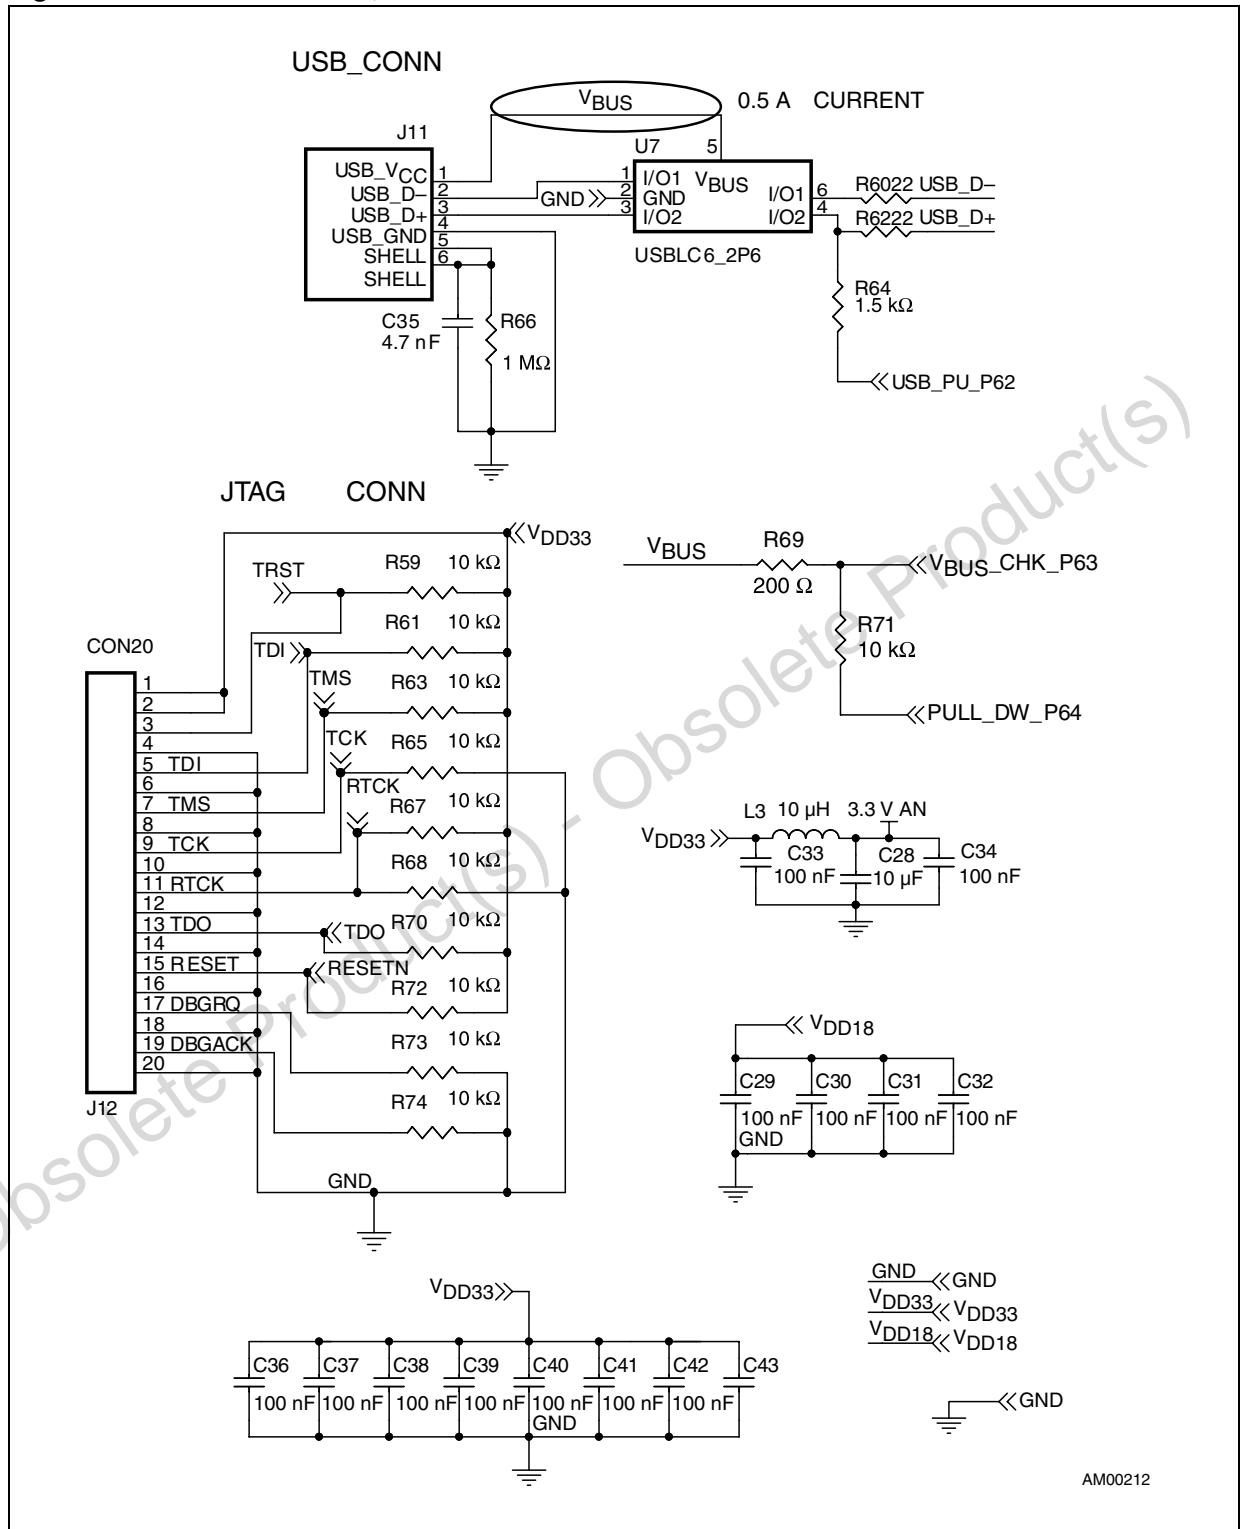 USB_CONN
VBUS
0.5 A CURRENT
J11
U7
5
USB_VCC 1
USB_D– 2
USB_D+ 3
USB_GND 4
SHELL 5
SHELL 6
1 I/O1
2 GND
3 I/O2
VBUS
I/O1 6
I/O2 4
GND
R6022 USB_D–
R6222 USB_D+
USBLC6_2P6
R64
1.5 kΩ
C35
4.7 nF
R66
1 MΩ
USB_PU_P62
JTAG CONN
VDD33
R59 10 kΩ
TRST
R61 10 kΩ
TDI
R63 10 kΩ
TMS
R65 10 kΩ
TCK
RTCK
R67 10 kΩ
R68 10 kΩ
R70 10 kΩ
TDO
RESETN
R72 10 kΩ
R73 10 kΩ
R74 10 kΩ
CON20
1
2
3
4
5 TDI
6
7 TMS
8
9 TCK
10
11 RTCK
12
13 TDO
14
15 RESET
16
17 DBGRQ
18
19 DBGACK
20
J12
GND
VBUS
R69
200 Ω
VBUS_CHK_P63
R71
10 kΩ
PULL_DW_P64
L3 10 µH 3.3 V AN
VDD33
C33
100 nF
C28
10 µF
C34
100 nF
VDD18
C29 C30 C31 C32
100 nF 100 nF 100 nF 100 nF
GND
VDD33
C36 C37 C38 C39 C40 C41 C42 C43
100 nF 100 nF 100 nF 100 nF 100 nF 100 nF 100 nF
GND
GND GND
VDD33 VDD33
VDD18 VDD18
GND
AM00212
Obsolete Product(s) - Obsolete Product(s)